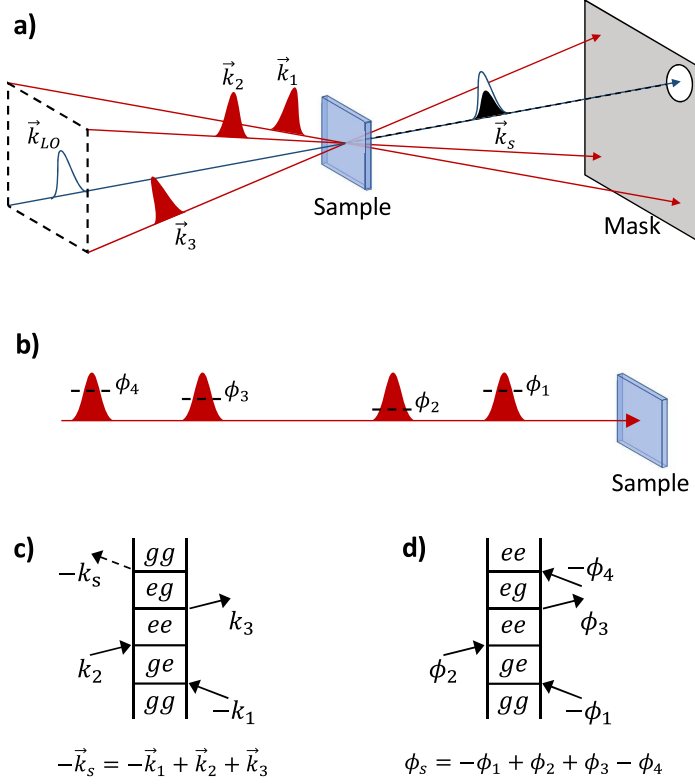 a)
k⃗₂
k⃗₁
k⃗_LO
k⃗ₛ
k⃗₃
Sample
Mask
b)
ϕ₄
ϕ₃
ϕ₂
ϕ₁
Sample
c)
gg
−kₛ
eg
k₃
ee
k₂
ge
−k₁
gg
−k⃗ₛ = −k⃗₁ + k⃗₂ + k⃗₃
d)
ee
−ϕ₄
eg
ϕ₃
ee
ϕ₂
ge
−ϕ₁
gg
ϕₛ = −ϕ₁ + ϕ₂ + ϕ₃ − ϕ₄